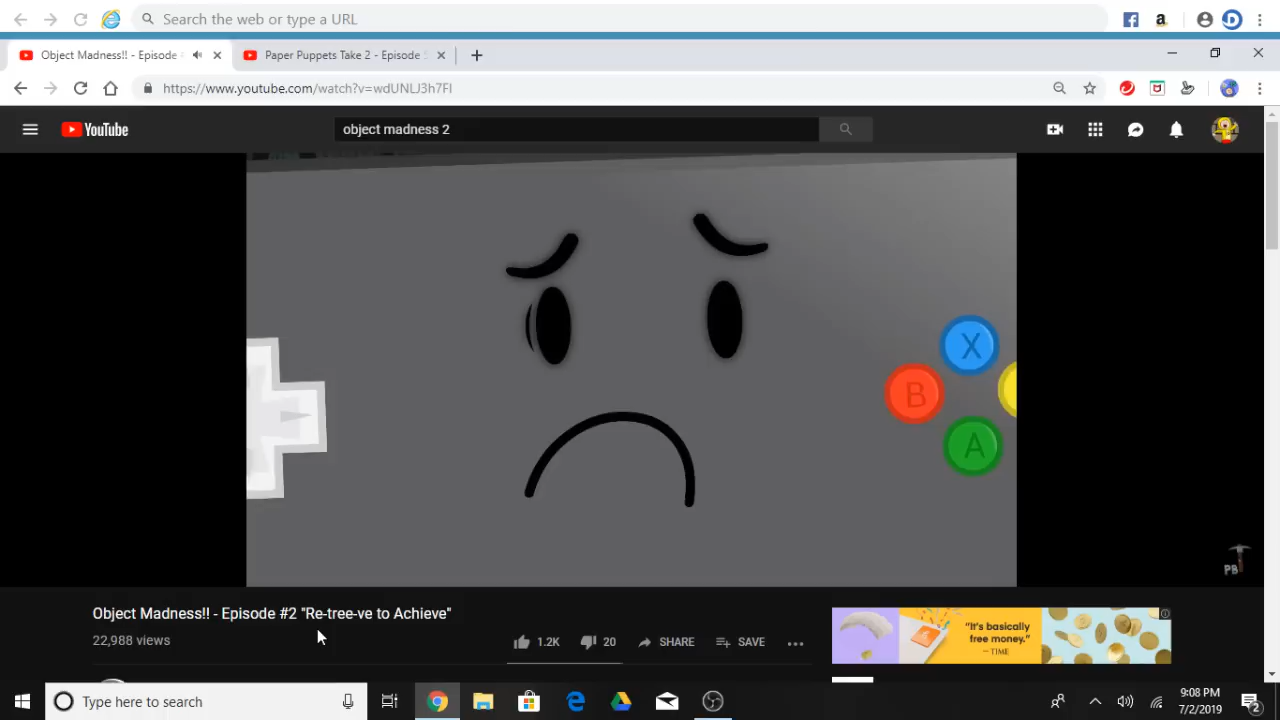 Search the web or type a URL
Object Madness!! - Episode
Paper Puppets Take 2 - Episode
https://www.youtube.com/watch?v=wdUNLJ3h7FI
YouTube
object madness 2
X
B
A
PB
Object Madness!! - Episode #2 "Re-tree-ve to Achieve"
22,988 views
1.2K
20
SHARE
SAVE
“It's basically
free money.”
— TIME
Type here to search
9:08 PM
7/2/2019
2